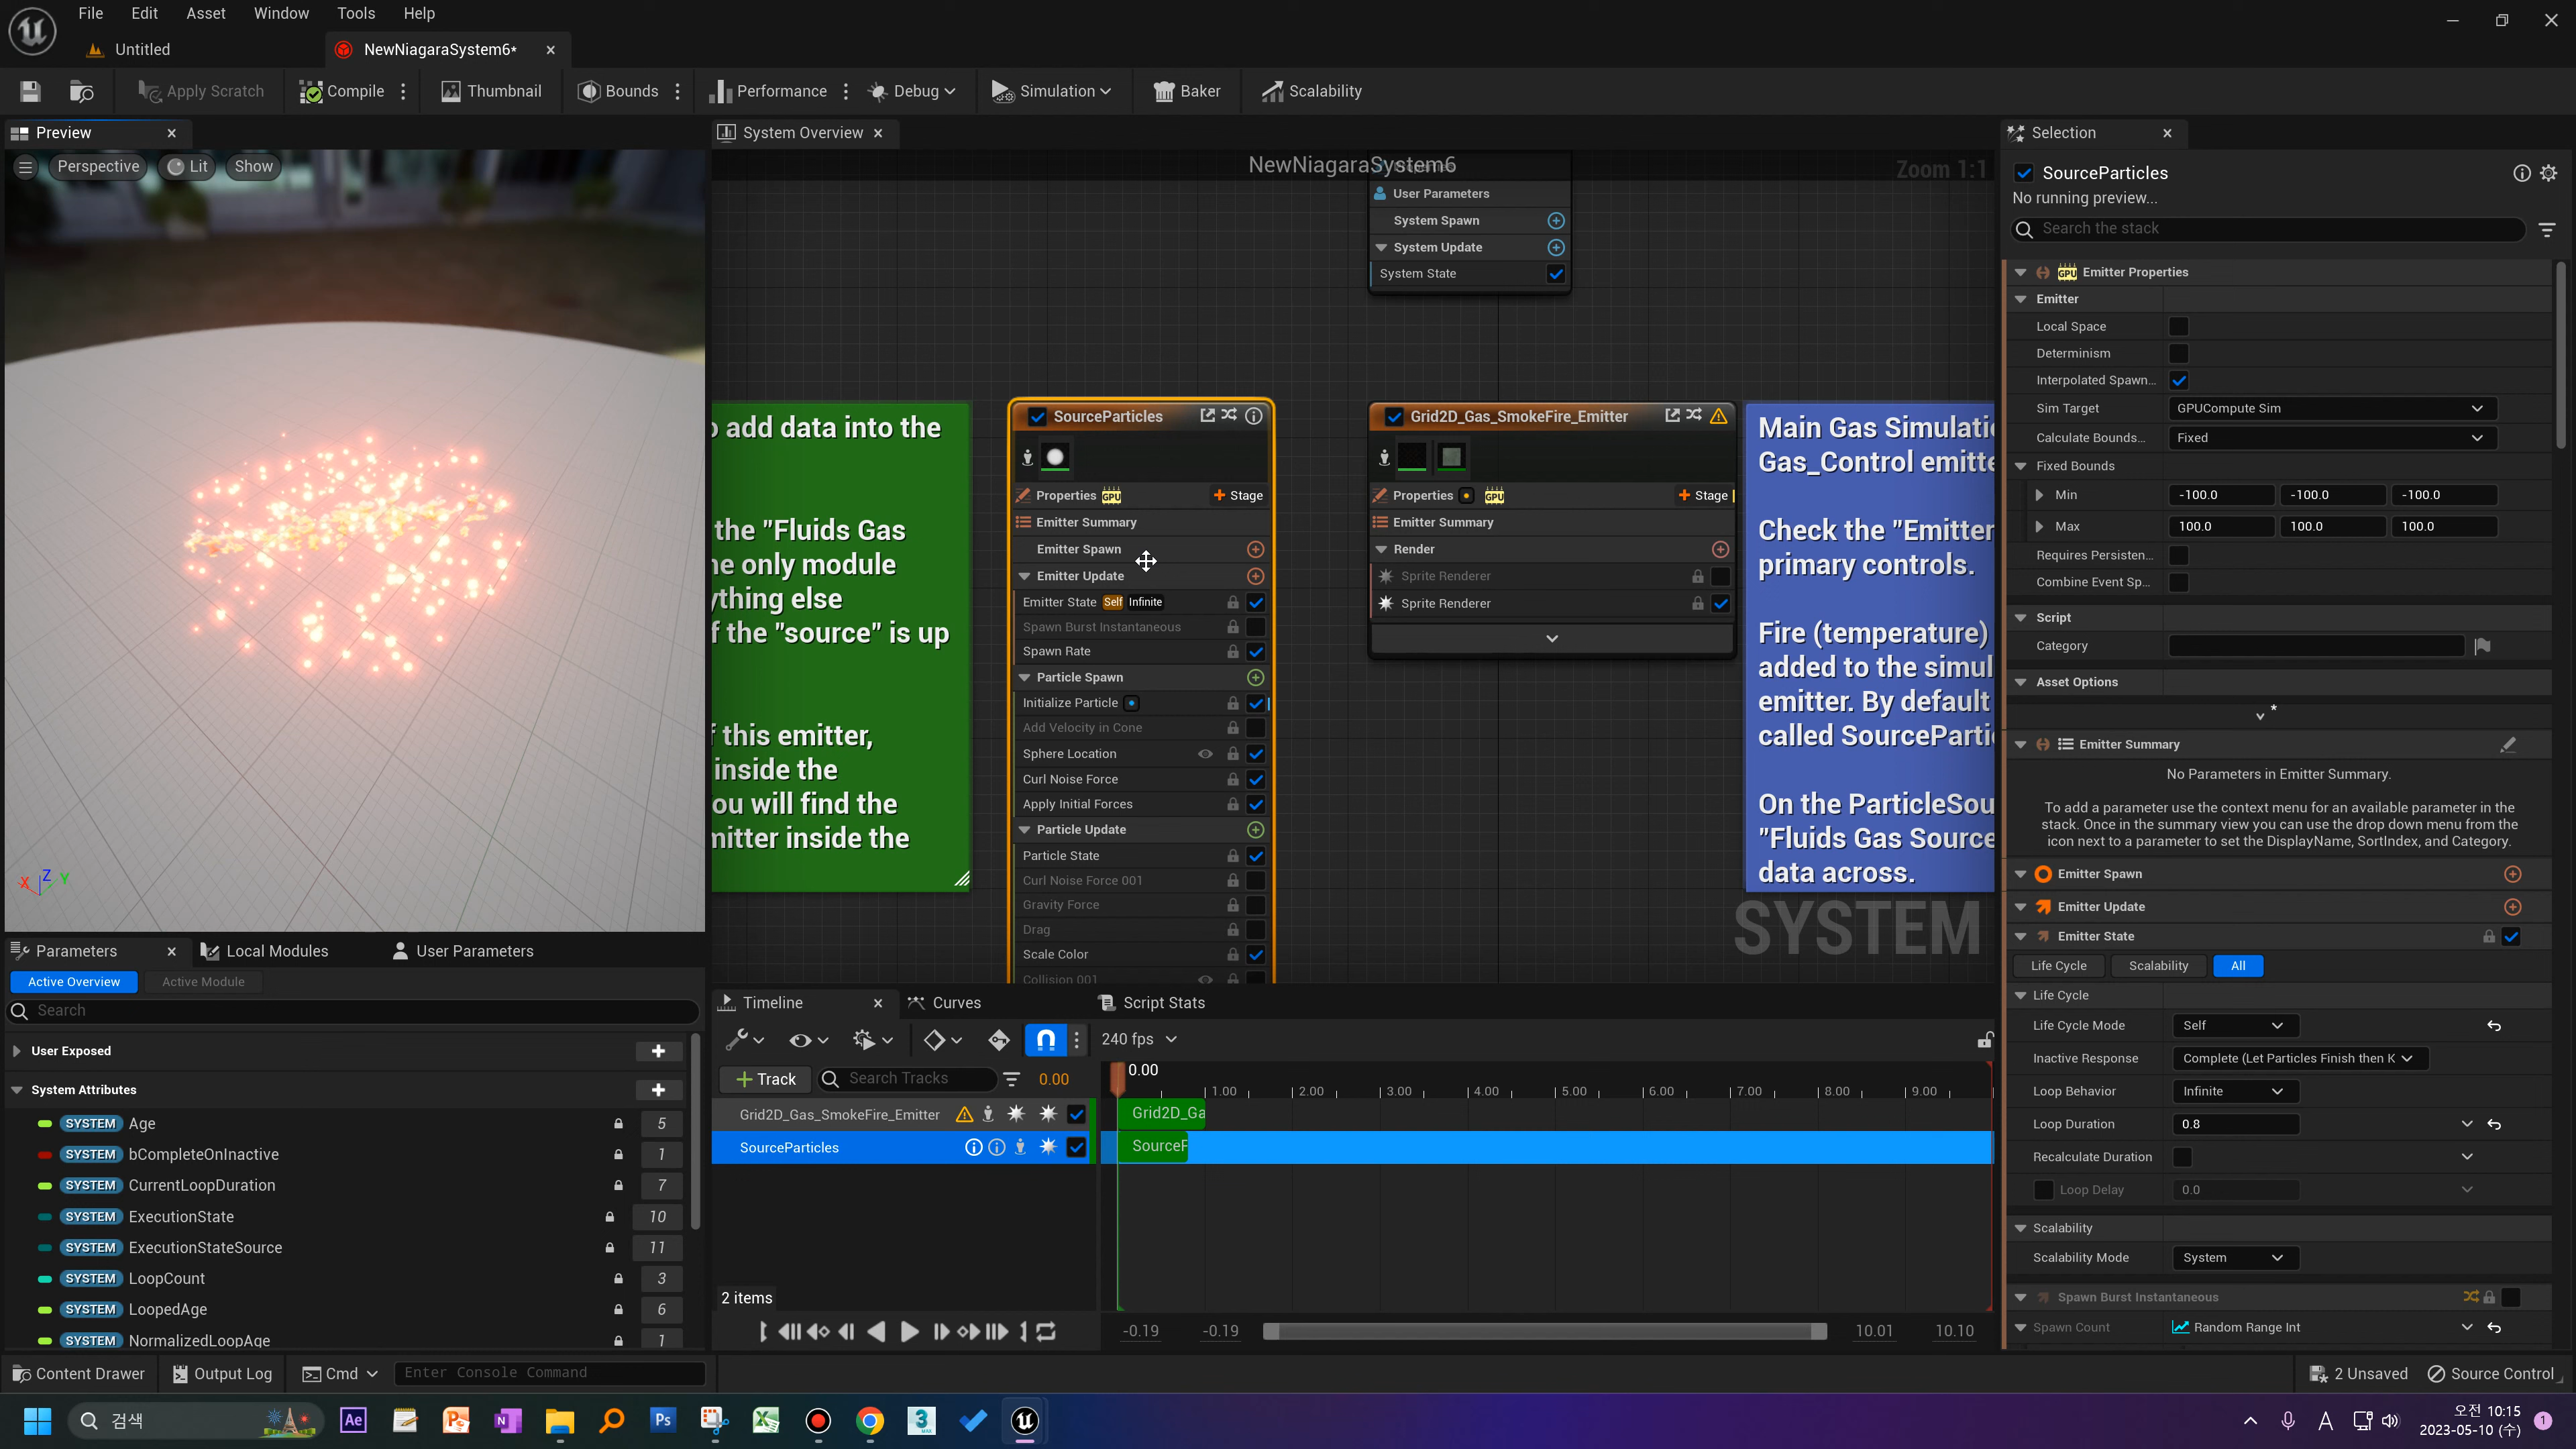 File Edit Asset Window Tools Help
Untitled NewNiagaraSystem6*
Apply Scratch Compile Thumbnail Bounds Performance Debug Simulation Baker Scalability
Preview
Perspective Lit Show
X Z Y
System Overview
NewNiagaraSystem6
Zoom 1:1
User Parameters
System Spawn
System Update
System State
o add data into the
the "Fluids Gas
ne only module
ything else
f the "source" is up
f this emitter,
inside the
ou will find the
mitter inside the
SourceParticles
Properties GPU Stage
Emitter Summary
Emitter Spawn
Emitter Update
Emitter State Self Infinite
Spawn Burst Instantaneous
Spawn Rate
Particle Spawn
Initialize Particle
Add Velocity in Cone
Sphere Location
Curl Noise Force
Apply Initial Forces
Particle Update
Particle State
Curl Noise Force 001
Gravity Force
Drag
Scale Color
Collision 001
Grid2D_Gas_SmokeFire_Emitter
Properties GPU Stage
Emitter Summary
Render
Sprite Renderer
Sprite Renderer
Main Gas Simulati
Gas_Control emitte
Check the "Emitter
primary controls.
Fire (temperature)
added to the simul
emitter. By default
called SourceParti
On the ParticleSou
"Fluids Gas Source
data across.
SYSTEM
Selection
SourceParticles
No running preview...
Search the stack
GPU Emitter Properties
Emitter
Local Space
Determinism
Interpolated Spawn...
Sim Target GPUCompute Sim
Calculate Bounds... Fixed
Fixed Bounds
Min -100.0 -100.0 -100.0
Max 100.0 100.0 100.0
Requires Persisten...
Combine Event Sp...
Script
Category
Asset Options
*
Emitter Summary
No Parameters in Emitter Summary.
To add a parameter use the context menu for an available parameter in the
stack. Once in the summary view you can use the drop down menu from the
icon next to a parameter to set the DisplayName, SortIndex, and Category.
Emitter Spawn
Emitter Update
Emitter State
Life Cycle Scalability All
Life Cycle
Life Cycle Mode Self
Inactive Response Complete (Let Particles Finish then K
Loop Behavior Infinite
Loop Duration 0.8
Recalculate Duration
Loop Delay 0.0
Scalability
Scalability Mode System
Spawn Burst Instantaneous
Spawn Count Random Range Int
Parameters Local Modules User Parameters
Active Overview Active Module
Search
User Exposed
System Attributes
SYSTEM Age 5
SYSTEM bCompleteOnInactive 1
SYSTEM CurrentLoopDuration 7
SYSTEM ExecutionState 10
SYSTEM ExecutionStateSource 11
SYSTEM LoopCount 3
SYSTEM LoopedAge 6
SYSTEM NormalizedLoopAge 1
Timeline Curves Script Stats
240 fps
Track Search Tracks 0.00
0.00
1.00 2.00 3.00 4.00 5.00 6.00 7.00 8.00 9.00
Grid2D_Gas_SmokeFire_Emitter Grid2D_Ga
SourceParticles SourceF
2 items
-0.19 -0.19 10.01 10.10
Content Drawer Output Log Cmd Enter Console Command 2 Unsaved Source Control
검색 Ae Ps 3 MAX A
오전 10:15
2023-05-10 (수) 1